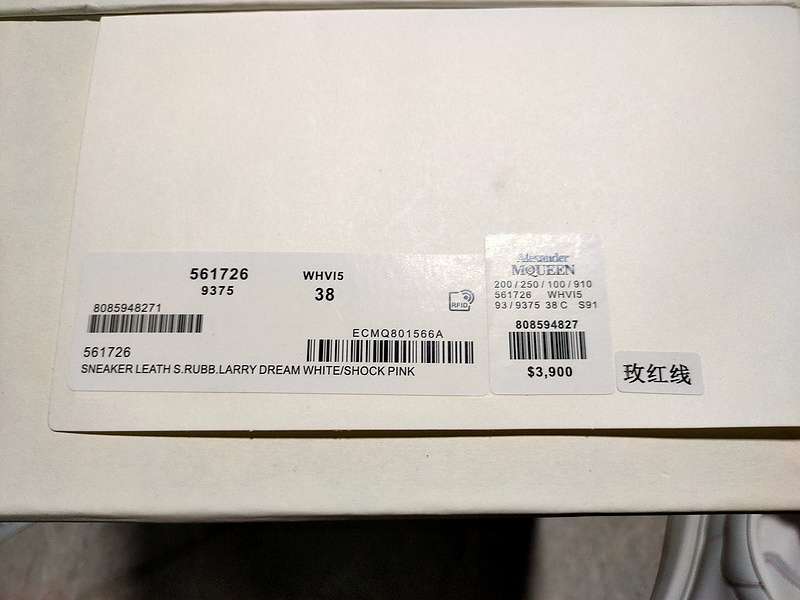 561726
WHVI5
9375
38
8085948271
RFID
ECMQ801566A
561726
SNEAKER LEATH S.RUBB.LARRY DREAM WHITE/SHOCK PINK
Alexander
MCQUEEN
200 / 250 / 100 / 910
561726 WHVI5
93 / 9375 38 C S91
808594827
$3,900
玫红线